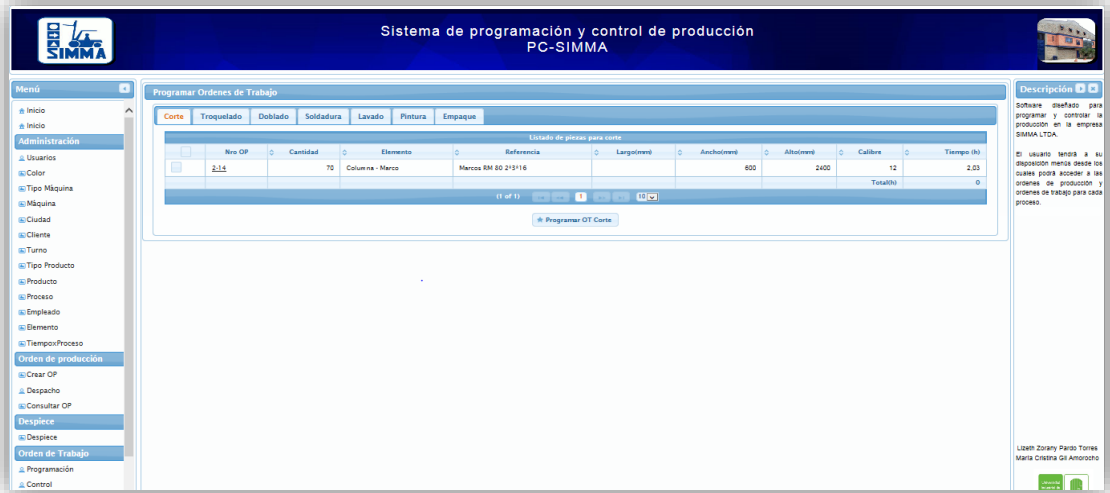 DEKA
SIMMA
Sistema de programación y control de producción
PC-SIMMA
Menú
Inicio
Inicio
Administración
Usuarios
Color
Tipo Màquina
Màquina
Ciudad
Cliente
Turno
Tipo Producto
Producto
Proceso
Empleado
Elemento
TiempoxProceso
Orden de producción
Crear OP
Despacho
Consultar OP
Despiece
Despiece
Orden de Trabajo
Programación
Control
Programar Ordenes de Trabajo
Corte Troquelado Doblado Soldadura Lavado Pintura Empaque
Listado de piezas para corte
Nro OP Cantidad Elemento Referencia Largo(mm) Ancho(mm) Alto(mm) Calibre Tiempo (h)
2-14 70 Columna - Marco Marcos RM 80 2*3*16 600 2400 12 2,03
Total(h) 0
(1 of 1) 1 10
Programar OT Corte
Descripción
Software diseñado para
programar y controlar la
producción en la empresa
SIMMA LTDA.
El usuario tendrá a su
disposición menús desde los
cuales podrá acceder a las
ordenes de producción y
ordenes de trabajo para cada
proceso.
Lizeth Zorany Pardo Torres
María Cristina Gil Amorocho